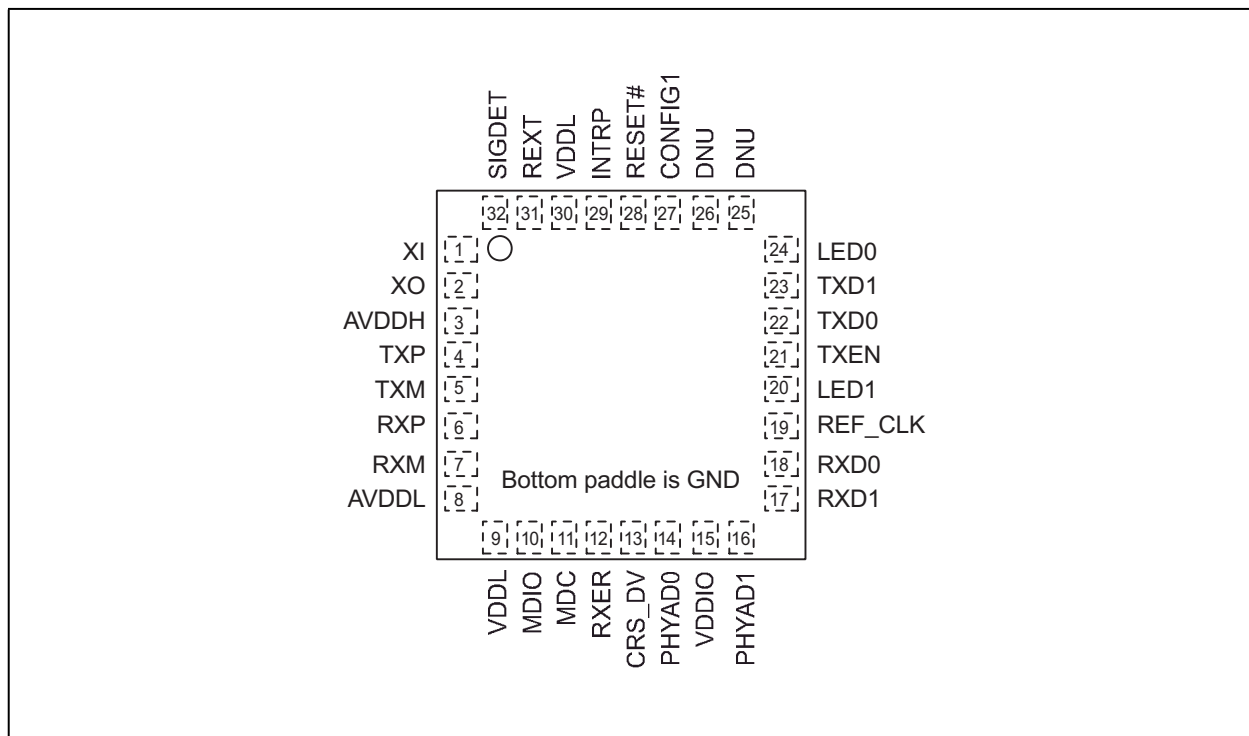 SIGDET
REXT
VDDL
INTRP
RESET#
CONFIG1
DNU
DNU
32 31 30 29 28 27 26 25
XI 1 24 LED0
XO 2 23 TXD1
AVDDH 3 22 TXD0
TXP 4 21 TXEN
TXM 5 20 LED1
RXP 6 19 REF_CLK
RXM 7 18 RXD0
Bottom paddle is GND
AVDDL 8 17 RXD1
9 10 11 12 13 14 15 16
VDDL
MDIO
MDC
RXER
CRS_DV
PHYAD0
VDDIO
PHYAD1